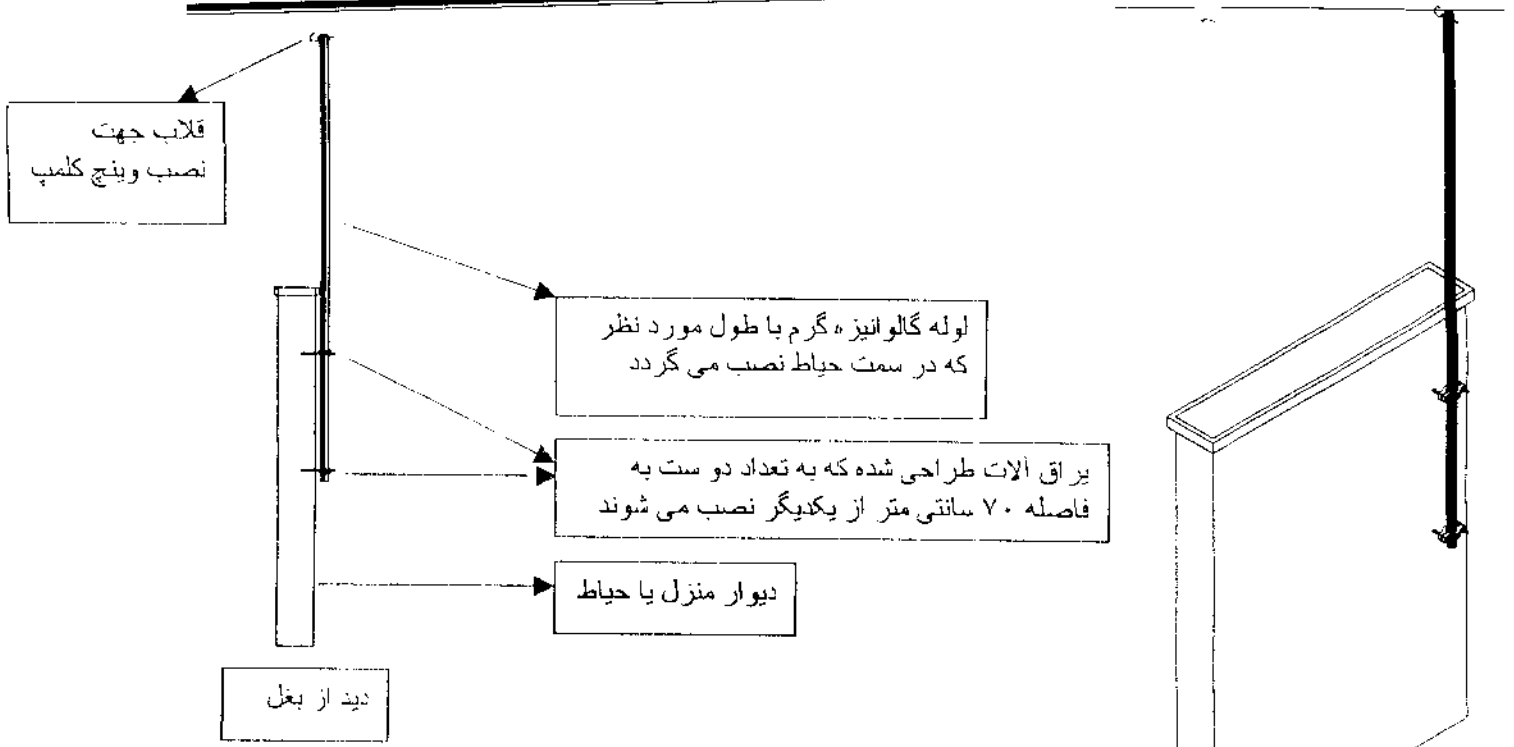 قلاب جهت
نصب وینچ کلمپ
لوله گالوانیزه گرم با طول مورد نظر
که در سمت حیاط نصب می گردد
یراق آلات طراحی شده که به تعداد دو ست به
فاصله ۷۰ سانتی متر از یکدیگر نصب می شوند
دیوار منزل یا حیاط
دید از بغل